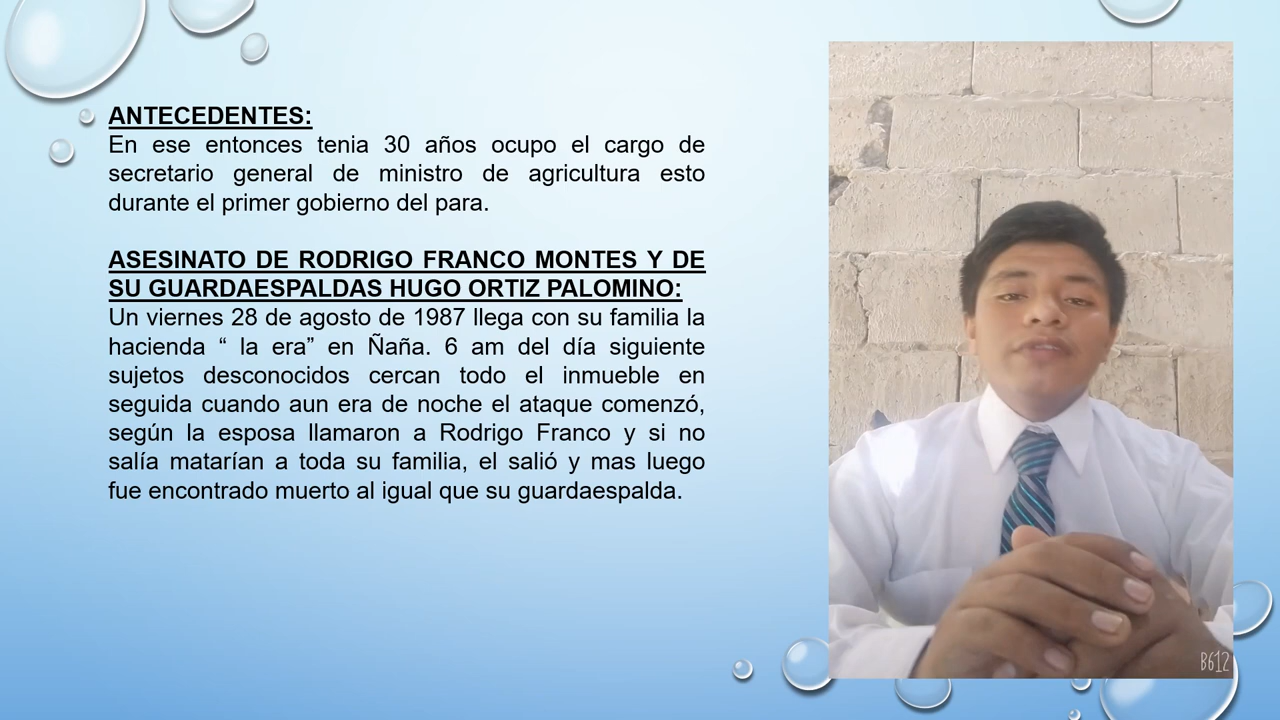 ANTECEDENTES:
En ese entonces tenia 30 años ocupo el cargo de
secretario general de ministro de agricultura esto
durante el primer gobierno del para.
ASESINATO DE RODRIGO FRANCO MONTES Y DE
SU GUARDAESPALDAS HUGO ORTIZ PALOMINO:
Un viernes 28 de agosto de 1987 llega con su familia la
hacienda “ la era” en Ñaña. 6 am del día siguiente
sujetos desconocidos cercan todo el inmueble en
seguida cuando aun era de noche el ataque comenzó,
según la esposa llamaron a Rodrigo Franco y si no
salía matarían a toda su familia, el salió y mas luego
fue encontrado muerto al igual que su guardaespalda.
B612